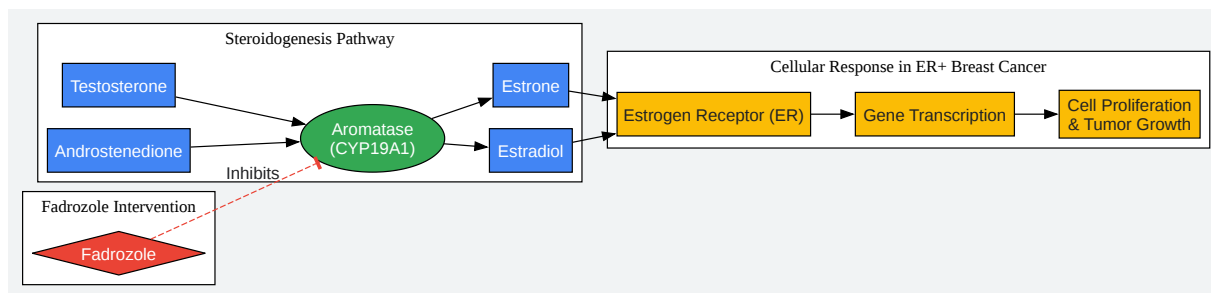 Steroidogenesis Pathway
Testosterone
Androstenedione
Aromatase
(CYP19A1)
Estrone
Estradiol
Inhibits
Fadrozole Intervention
Fadrozole
Cellular Response in ER+ Breast Cancer
Estrogen Receptor (ER)
Gene Transcription
Cell Proliferation
& Tumor Growth